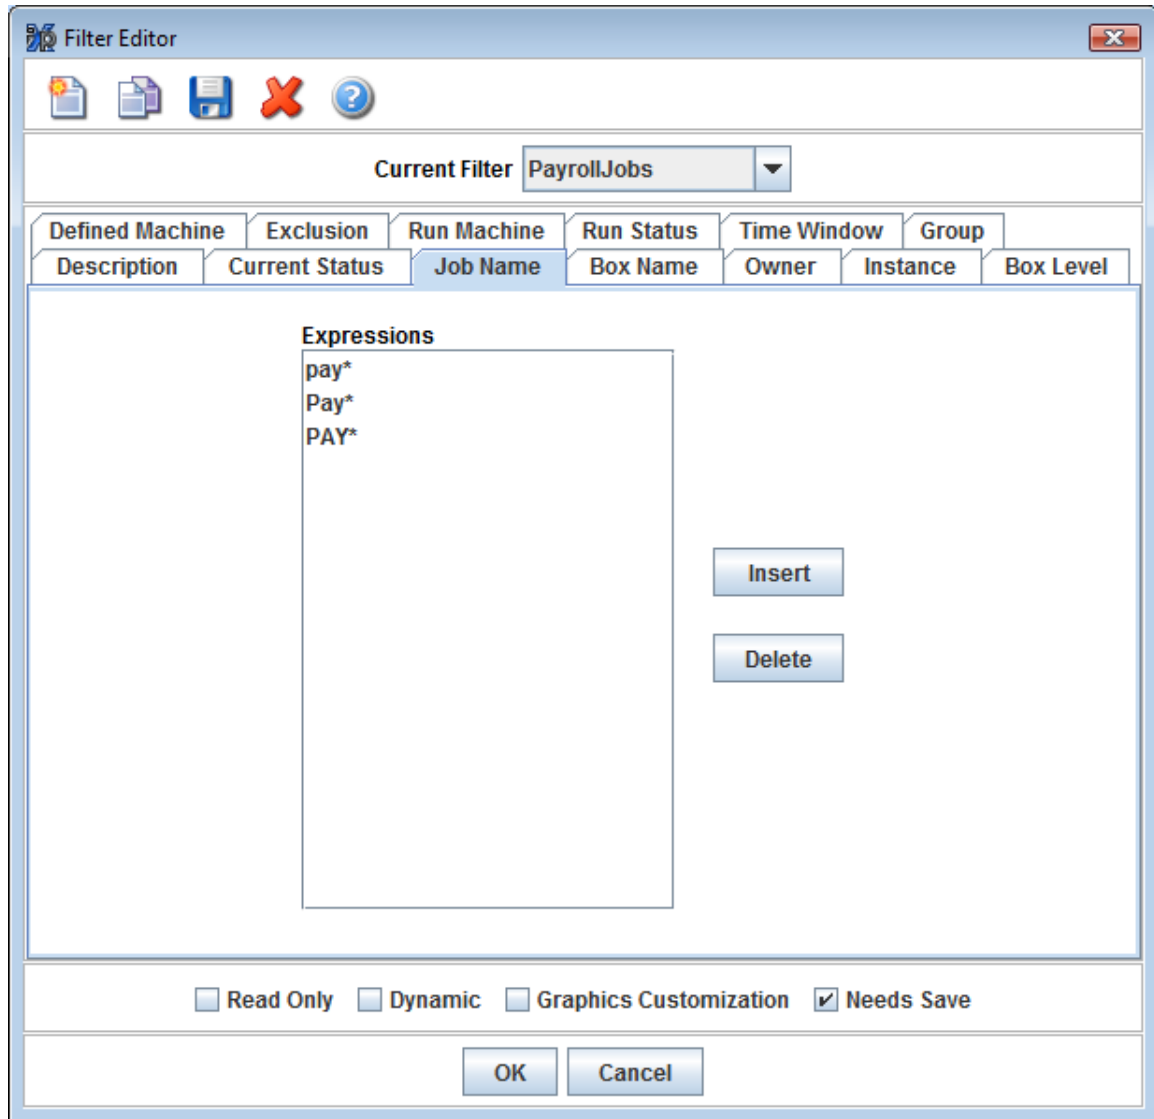 Filter Editor
Current Filter PayrollJobs
Defined Machine Exclusion Run Machine Run Status Time Window Group
Description Current Status Job Name Box Name Owner Instance Box Level
Expressions
pay*
Pay*
PAY*
Insert
Delete
Read Only Dynamic Graphics Customization Needs Save
OK Cancel